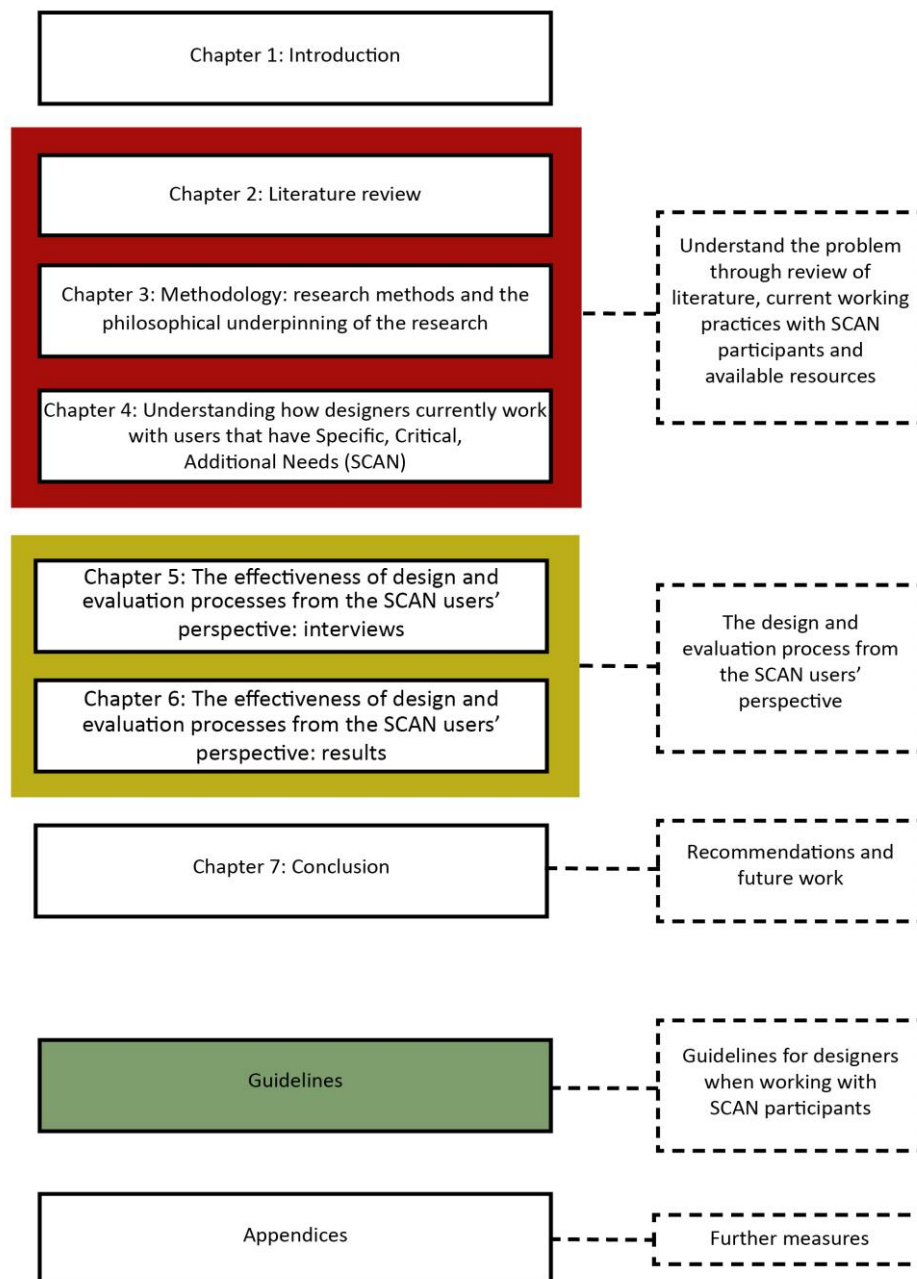 Chapter 1: Introduction
Chapter 2: Literature review
Chapter 3: Methodology: research methods and the
philosophical underpinning of the research
Chapter 4: Understanding how designers currently work
with users that have Specific, Critical,
Additional Needs (SCAN)
Understand the problem
through review of
literature, current working
practices with SCAN
participants and
available resources
Chapter 5: The effectiveness of design and
evaluation processes from the SCAN users’
perspective: interviews
Chapter 6: The effectiveness of design and
evaluation processes from the SCAN users’
perspective: results
The design and
evaluation process from
the SCAN users’
perspective
Chapter 7: Conclusion
Recommendations and
future work
Guidelines
Guidelines for designers
when working with
SCAN participants
Appendices
Further measures